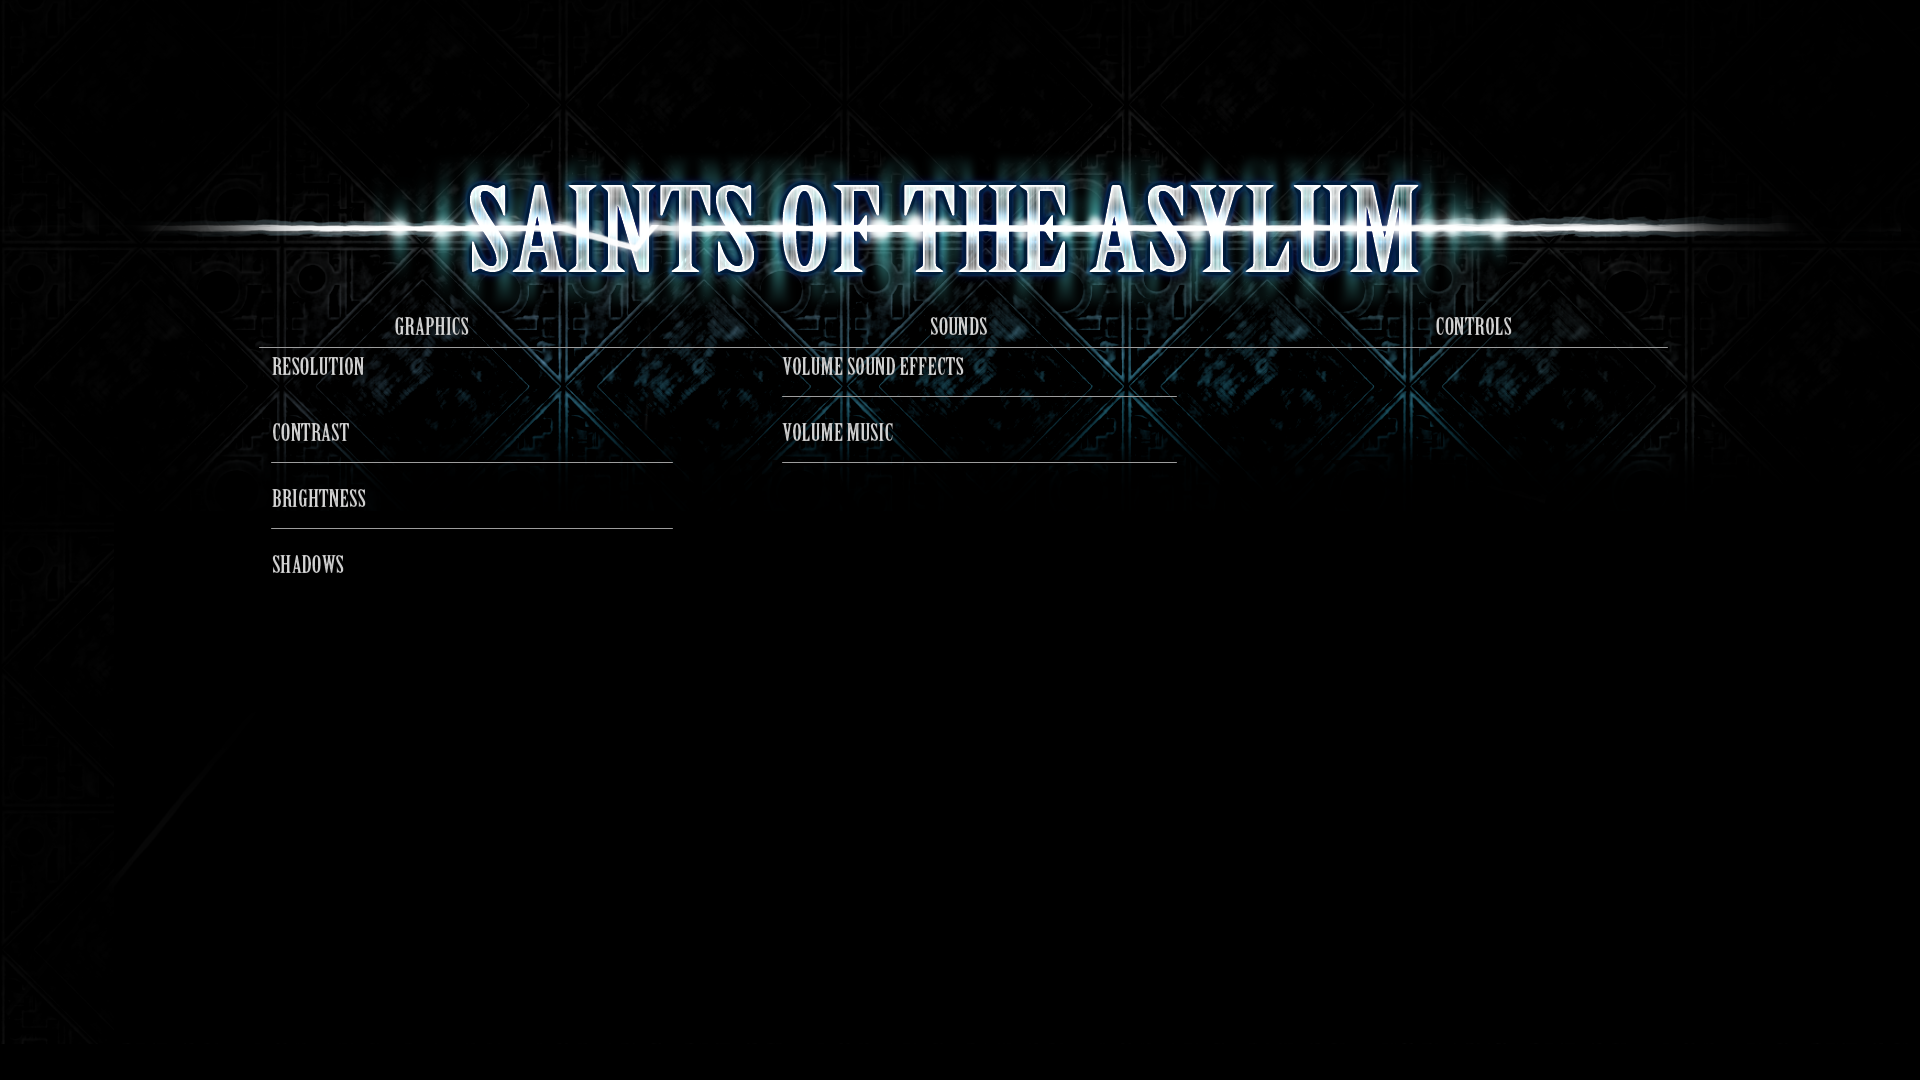 SAINTS OF THE ASYLUM
GRAPHICS
SOUNDS
CONTROLS
RESOLUTION
VOLUME SOUND EFFECTS
CONTRAST
VOLUME MUSIC
BRIGHTNESS
SHADOWS